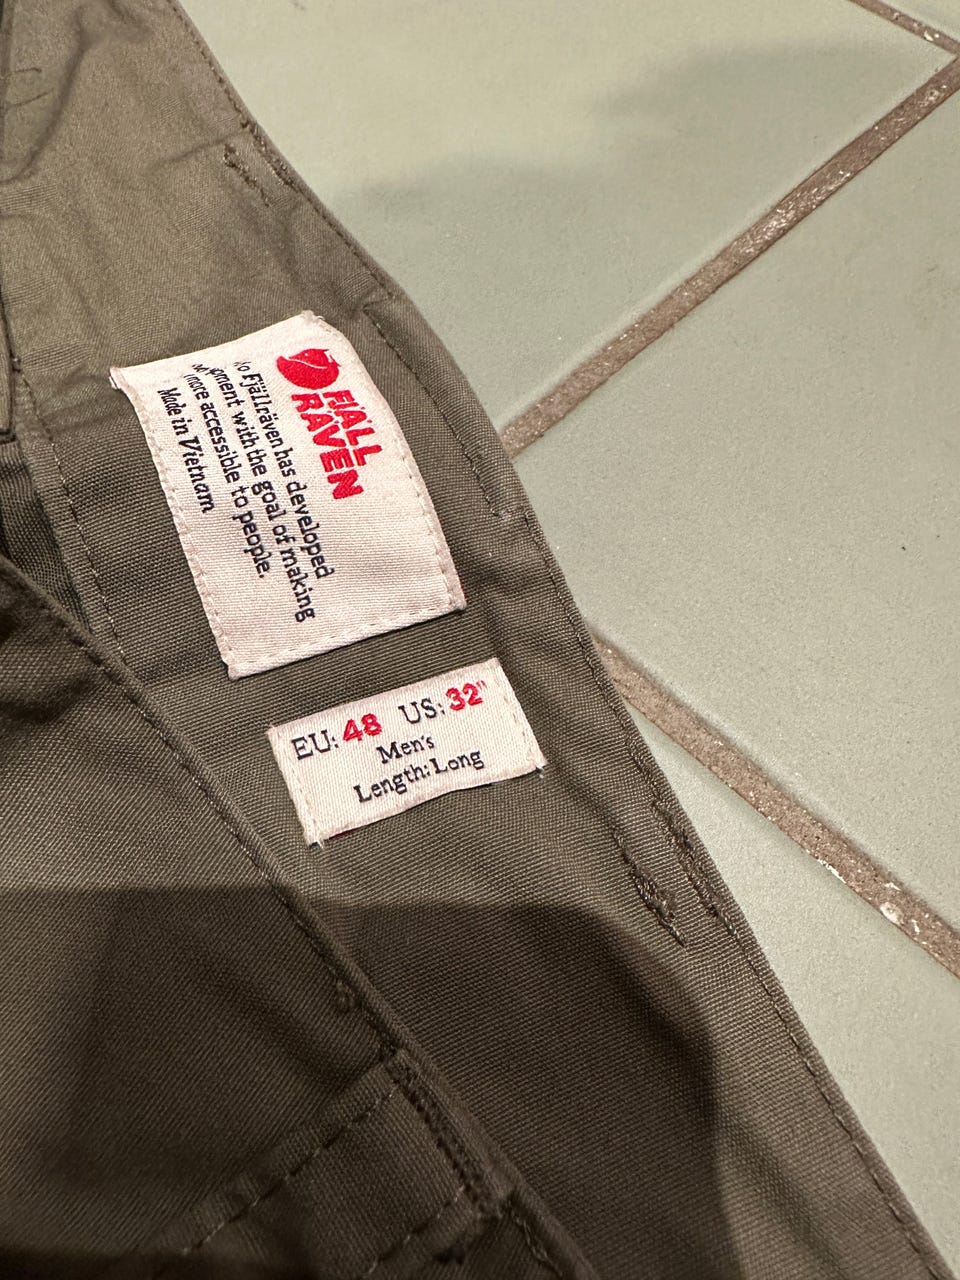 FJÄLL
RÄVEN
Fjällräven has developed
with the goal of making
more accessible to people.
Made in Vietnam
EU: 48 US: 32"
Men's
Length: Long